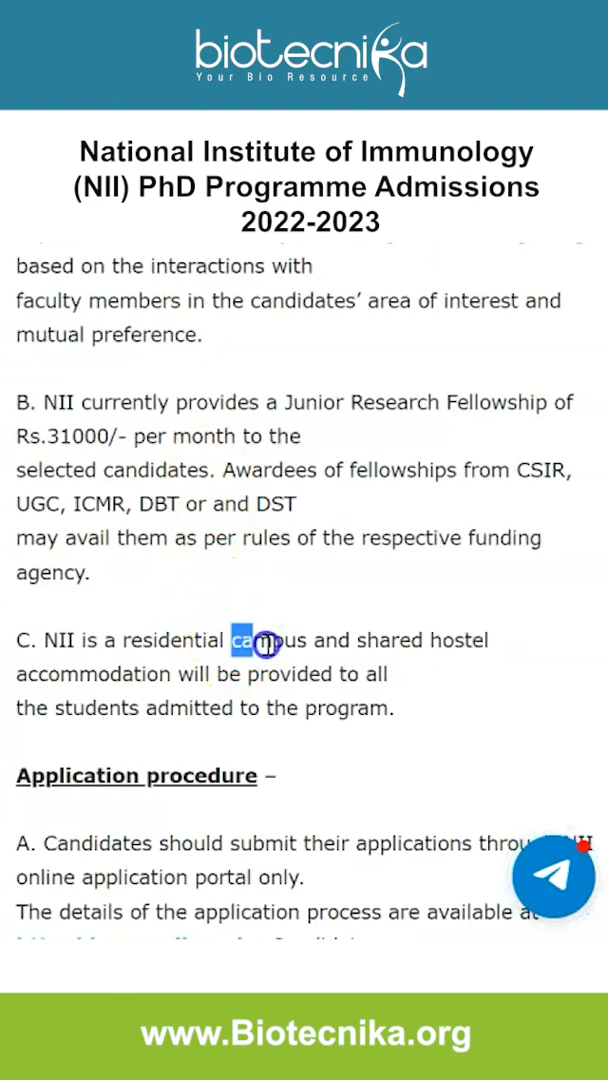 biotecnika
Your Bio Resource
National Institute of Immunology
(NII) PhD Programme Admissions
2022-2023
based on the interactions with
faculty members in the candidates’ area of interest and
mutual preference.
B. NII currently provides a Junior Research Fellowship of
Rs.31000/- per month to the
selected candidates. Awardees of fellowships from CSIR,
UGC, ICMR, DBT or and DST
may avail them as per rules of the respective funding
agency.
C. NII is a residential campus and shared hostel
accommodation will be provided to all
the students admitted to the program.
Application procedure –
A. Candidates should submit their applications through NII
online application portal only.
The details of the application process are available at
www.Biotecnika.org